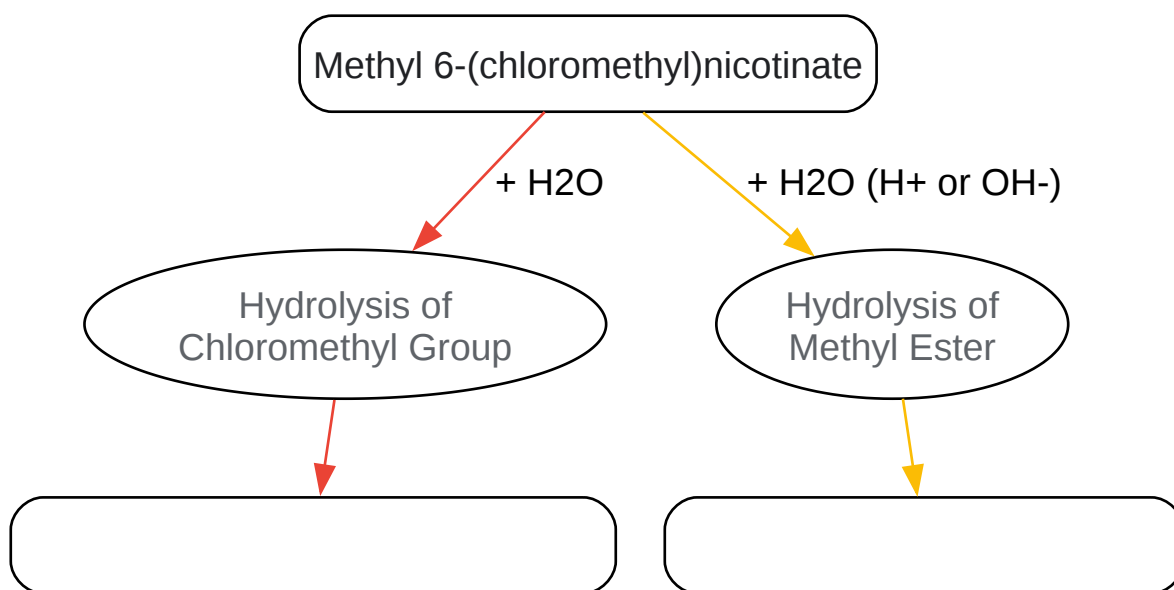 Methyl 6-(chloromethyl)nicotinate
+ H2O
+ H2O (H+ or OH-)
Hydrolysis of
Chloromethyl Group
Hydrolysis of
Methyl Ester